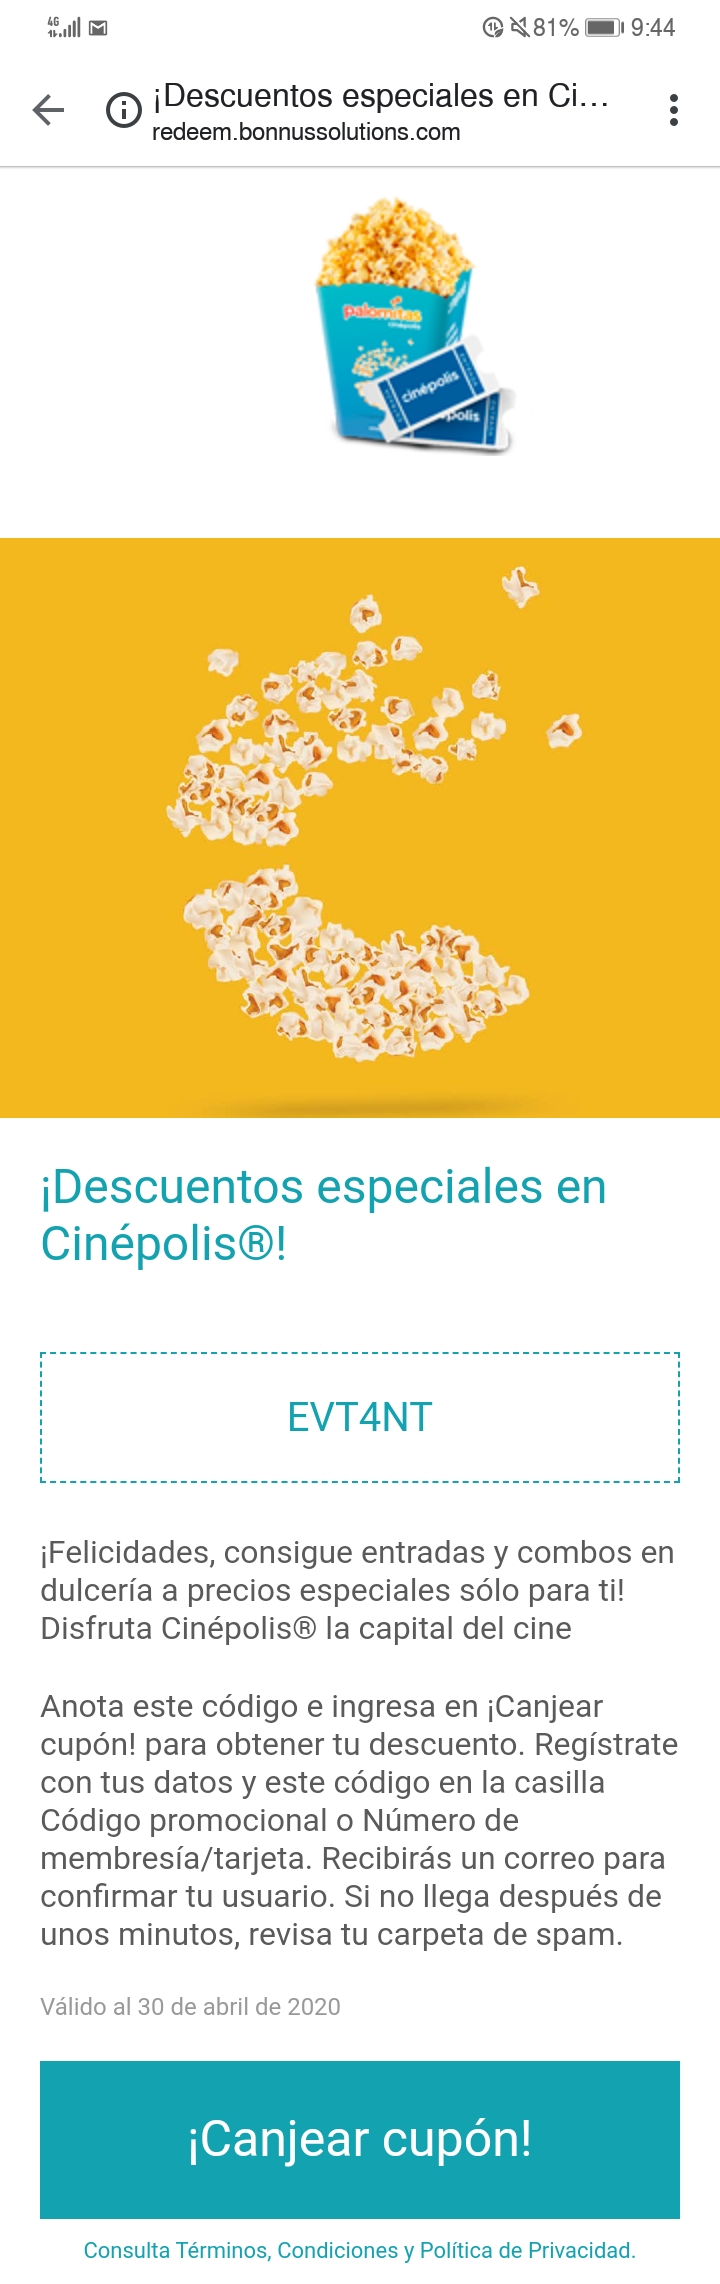 4G
81%
9:44
¡Descuentos especiales en Ci...
redeem.bonnussolutions.com
palomitas
cinépolis
cinépolis
polis
¡Descuentos especiales en
Cinépolis®!
EVT4NT
¡Felicidades, consigue entradas y combos en
dulcería a precios especiales sólo para ti!
Disfruta Cinépolis® la capital del cine
Anota este código e ingresa en ¡Canjear
cupón! para obtener tu descuento. Regístrate
con tus datos y este código en la casilla
Código promocional o Número de
membresía/tarjeta. Recibirás un correo para
confirmar tu usuario. Si no llega después de
unos minutos, revisa tu carpeta de spam.
Válido al 30 de abril de 2020
¡Canjear cupón!
Consulta Términos, Condiciones y Política de Privacidad.